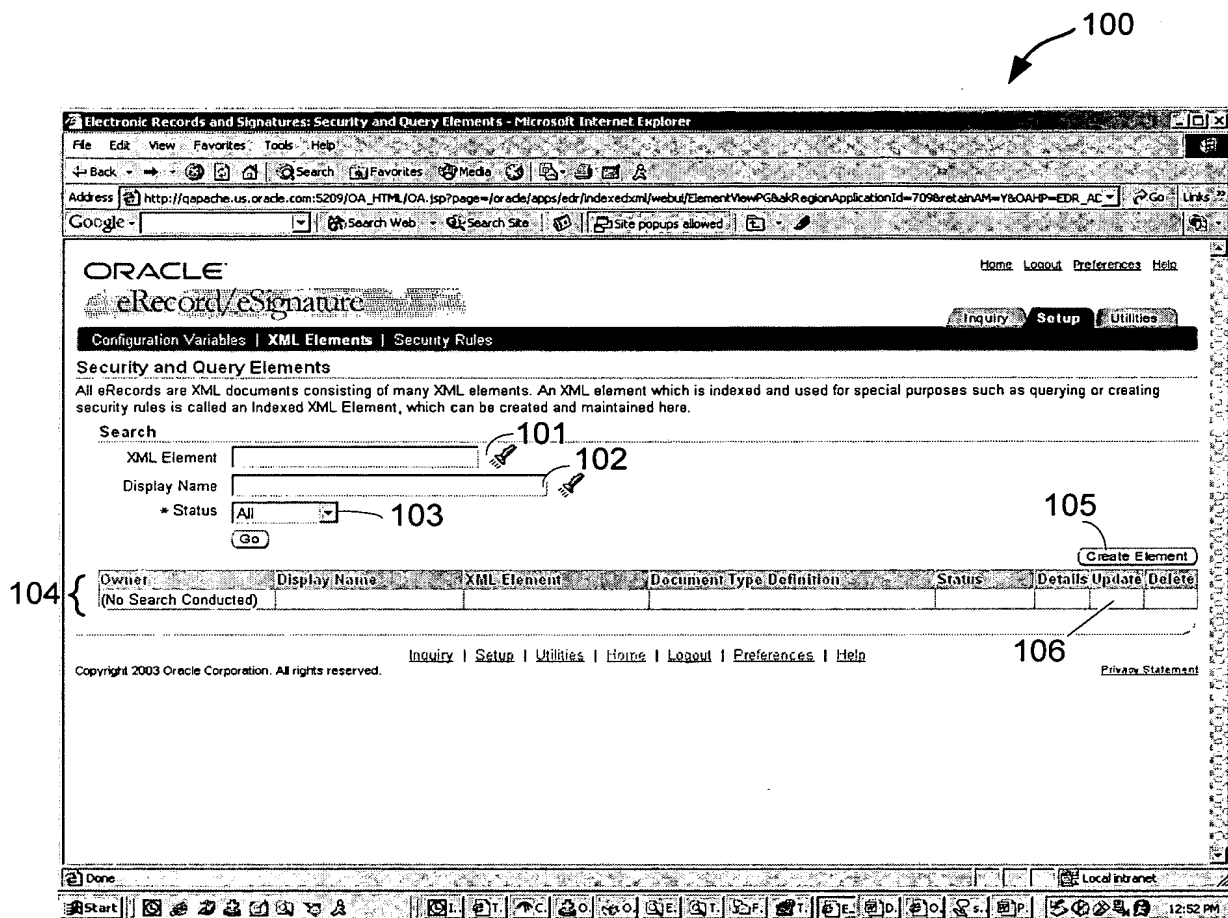 100
Electronic Records and Signatures: Security and Query Elements - Microsoft Internet Explorer
File Edit View Favorites Tools Help
Back Search Favorites Media
Address http://qapache.us.oracle.com:5209/OA_HTML/OA.jsp?page=/oracle/apps/edr/indexedxml/webui/ElementViewPG&akRegionApplicationId=709&retainAM=Y&OAHP=EDR_AD Go Links »
Google - Search Web Search Site Site popups allowed
ORACLE
Home Logout Preferences Help
eRecord/eSignature
Inquiry Setup Utilities
Configuration Variables | XML Elements | Security Rules
Security and Query Elements
All eRecords are XML documents consisting of many XML elements. An XML element which is indexed and used for special purposes such as querying or creating
security rules is called an Indexed XML Element, which can be created and maintained here.
Search
101
XML Element
102
Display Name
* Status All 103
105
Go
Create Element
104 Owner Display Name XML Element Document Type Definition Status Details Update Delete
(No Search Conducted)
106
Inquiry | Setup | Utilities | Home | Logout | Preferences | Help
Copyright 2003 Oracle Corporation. All rights reserved. Privacy Statement
Done Local intranet
Start 12:52 PM